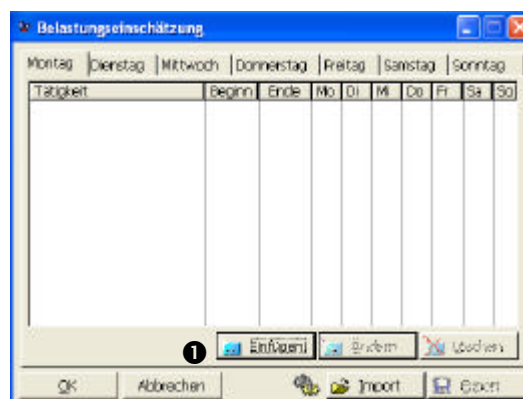 Belastungseinschätzung
Montag Dienstag Mittwoch Donnerstag Freitag Samstag Sonntag
Tätigkeit Beginn Ende Mo Di Mi Do Fr Sa So
❶ Einfügen Ändern Löschen
OK Abbrechen Import Export